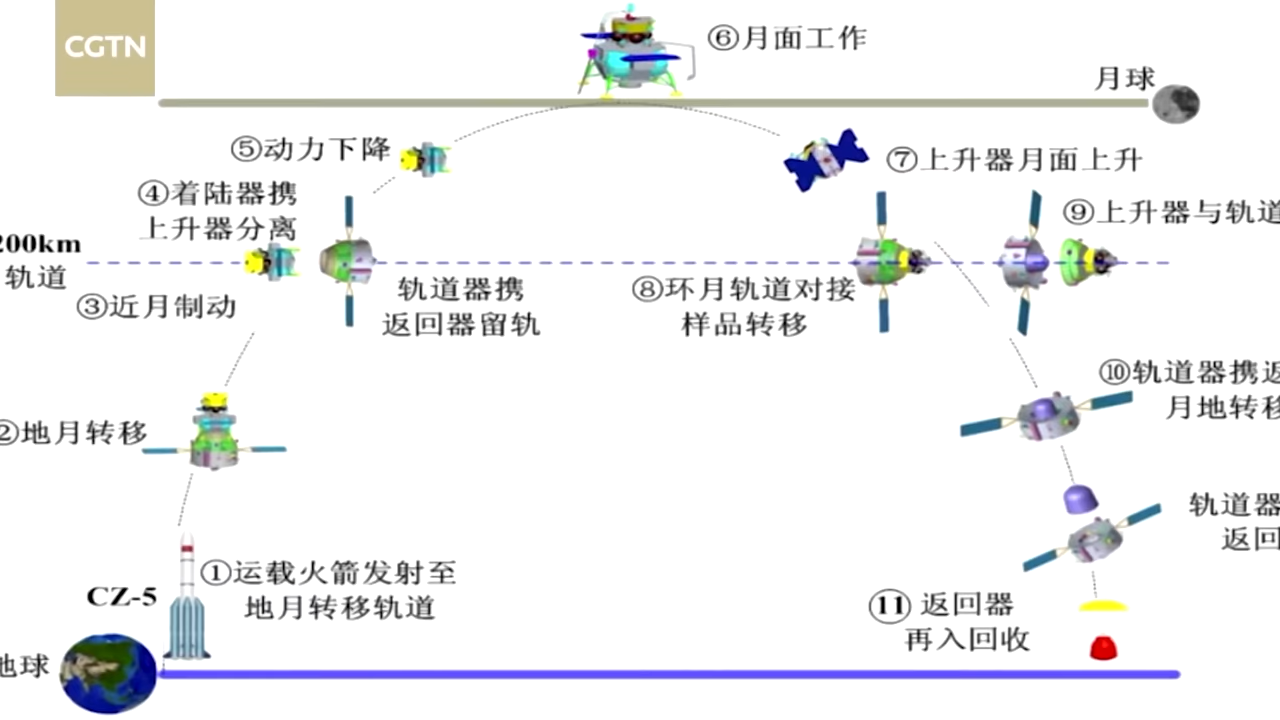 CGTN
⑥月面工作
月球
⑤动力下降
⑦上升器月面上升
④着陆器携
上升器分离
⑨上升器与轨道
200km
轨道
③近月制动
轨道器携
返回器留轨
⑧环月轨道对接
样品转移
⑩轨道器携返
月地转移
②地月转移
轨道器
返回
CZ-5
①运载火箭发射至
地月转移轨道
⑪返回器
再入回收
地球